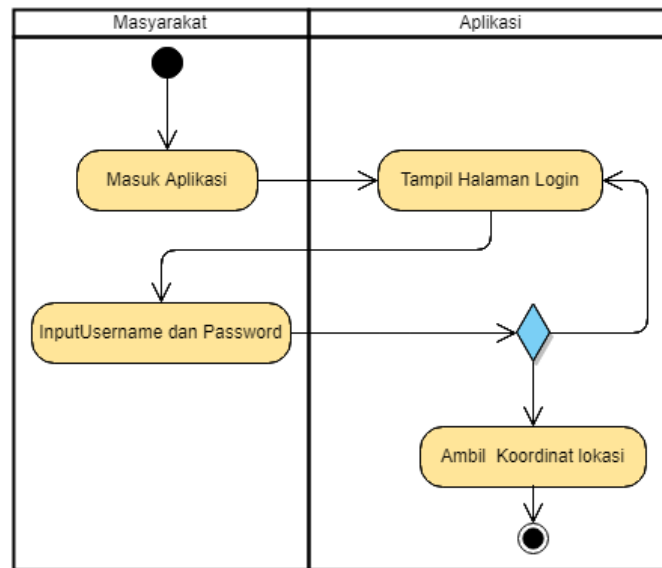 Masyarakat
Aplikasi
Masuk Aplikasi
Tampil Halaman Login
InputUsername dan Password
Ambil  Koordinat lokasi